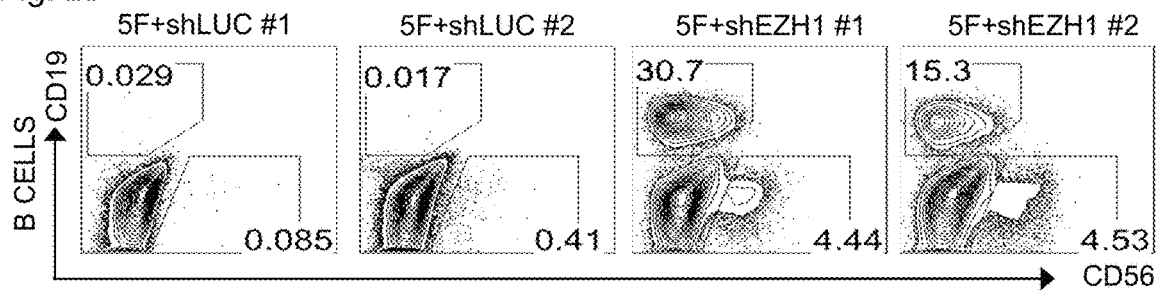 5F+shLUC #1 5F+shLUC #2 5F+shEZH1 #1 5F+shEZH1 #2
B CELLS
CD19
0.029 0.017 30.7 15.3
0.085 0.41 4.44 4.53
CD56